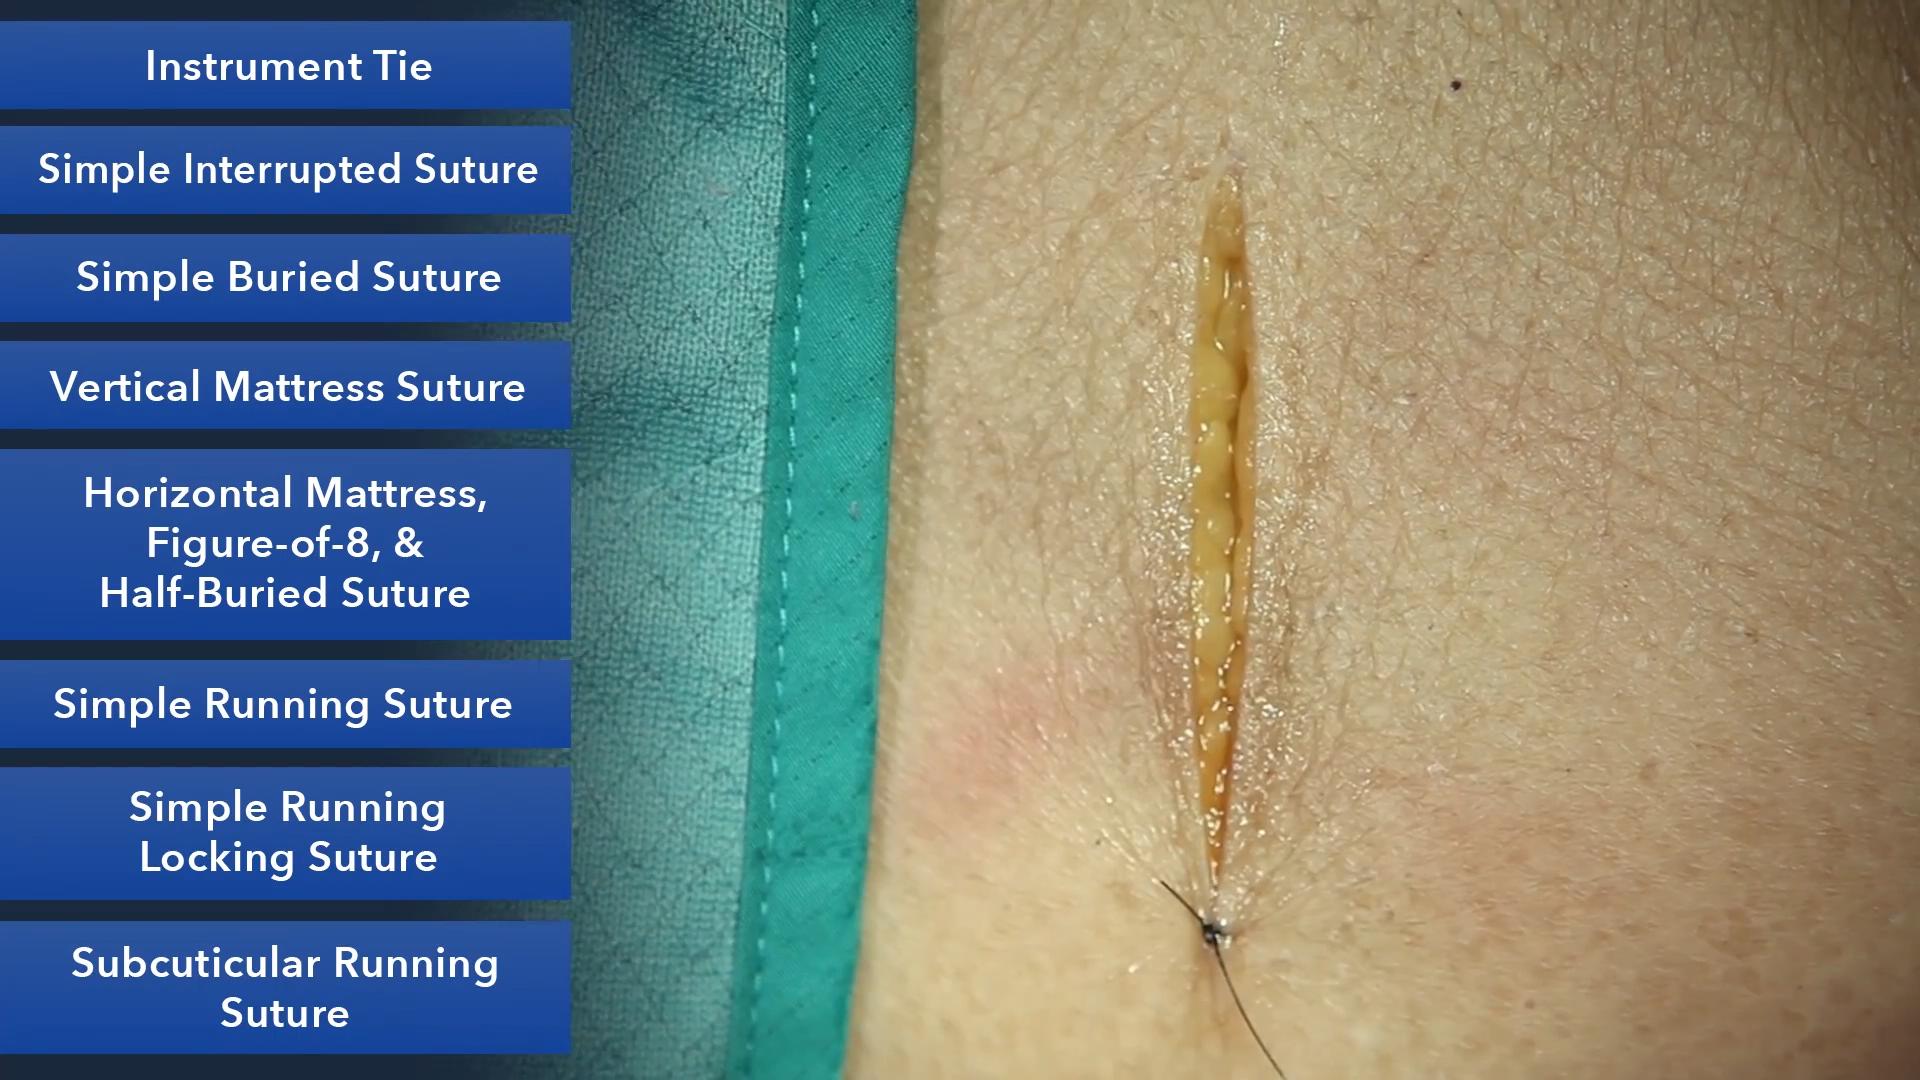 Instrument Tie
Simple Interrupted Suture
Simple Buried Suture
Vertical Mattress Suture
Horizontal Mattress,
Figure-of-8, &
Half-Buried Suture
Simple Running Suture
Simple Running
Locking Suture
Subcuticular Running
Suture